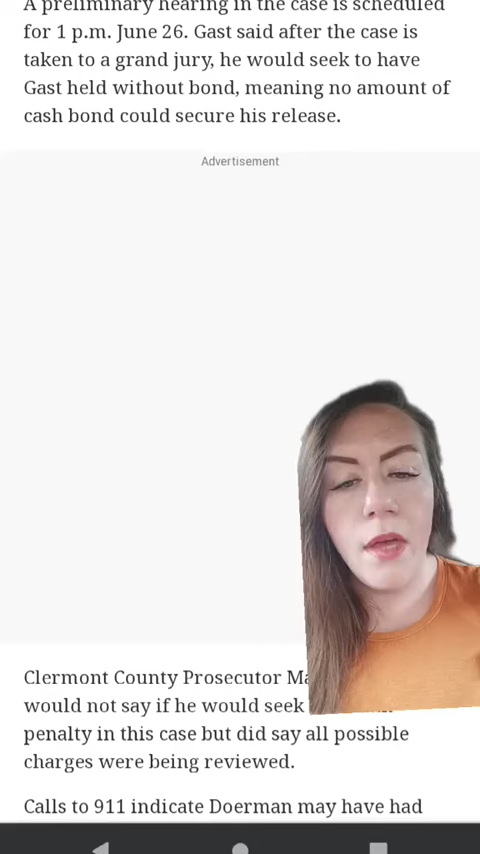 A preliminary hearing in the case is scheduled
for 1 p.m. June 26. Gast said after the case is
taken to a grand jury, he would seek to have
Gast held without bond, meaning no amount of
cash bond could secure his release.
Advertisement
Clermont County Prosecutor
would not say if he would seek
penalty in this case but did say all possible
charges were being reviewed.
Calls to 911 indicate Doerman may have had